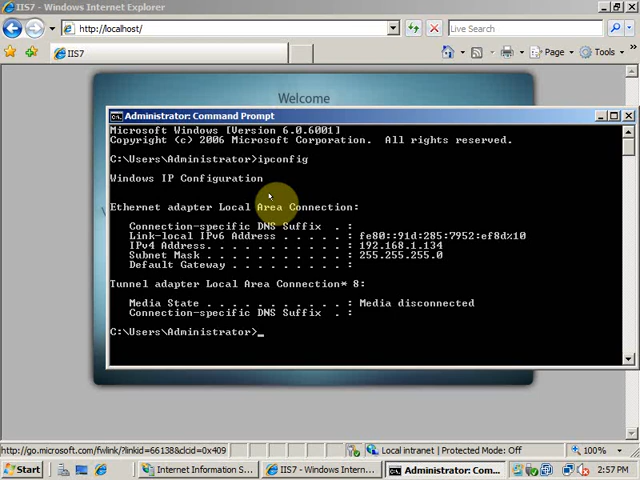 IIS7 - Windows Internet Explorer
http://localhost/
Live Search
IIS7
Page
Tools
Welcome
Administrator: Command Prompt
Microsoft Windows [Version 6.0.6001]
Copyright (c) 2006 Microsoft Corporation.  All rights reserved.
C:\Users\Administrator>ipconfig
Windows IP Configuration
Ethernet adapter Local Area Connection:
Connection-specific DNS Suffix  . :
Link-local IPv6 Address . . . . . : fe80::91d:285:7952:ef8d%10
IPv4 Address. . . . . . . . . . . : 192.168.1.134
Subnet Mask . . . . . . . . . . . : 255.255.255.0
Default Gateway . . . . . . . . . :
Tunnel adapter Local Area Connection* 8:
Media State . . . . . . . . . . . : Media disconnected
Connection-specific DNS Suffix  . :
C:\Users\Administrator>_
http://go.microsoft.com/fwlink/?linkid=66138&clcid=0x409
Local intranet | Protected Mode: Off
100%
Start
Internet Information S...
IIS7 - Windows Intern...
Administrator: Com...
2:57 PM